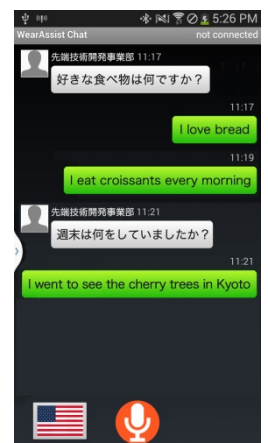 5:26 PM
WearAssist Chat not connected
先端技術開発事業部 11:17
好きな食べ物は何ですか？
11:17
I love bread
11:19
I eat croissants every morning
先端技術開発事業部 11:21
週末は何をしていましたか？
11:21
I went to see the cherry trees in Kyoto